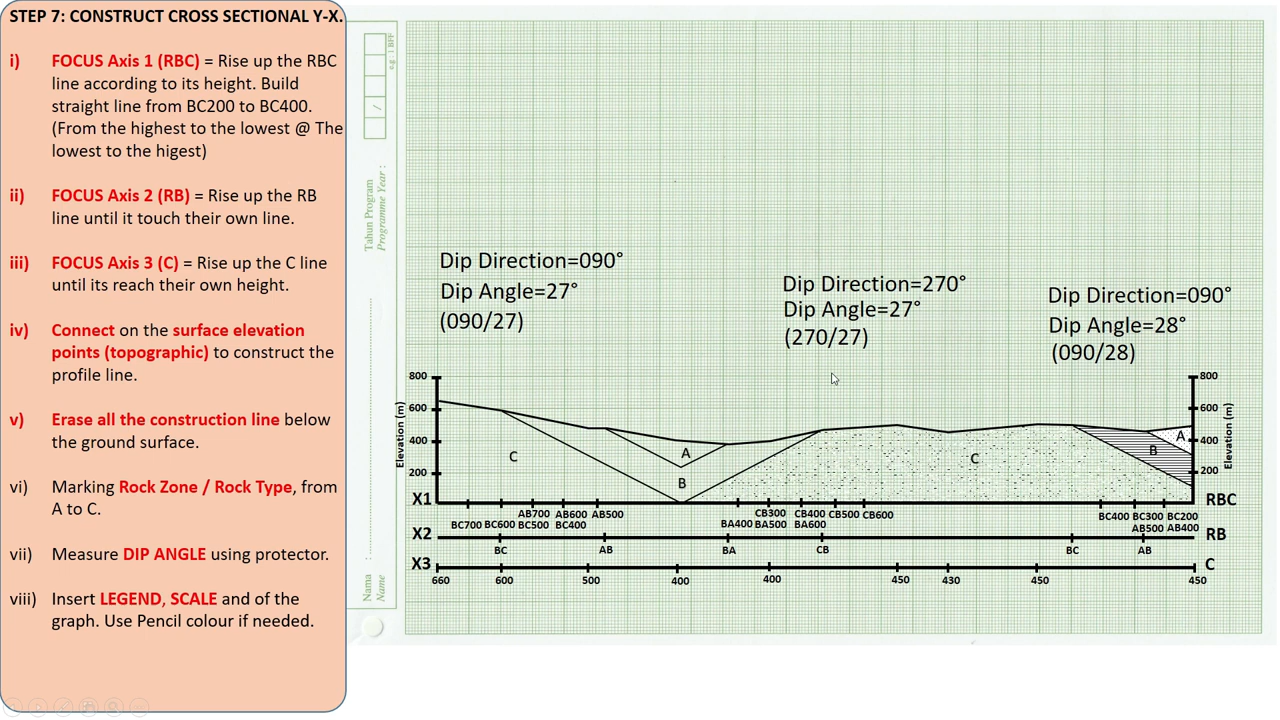 STEP 7: CONSTRUCT CROSS SECTIONAL Y-X.
i) FOCUS Axis 1 (RBC) = Rise up the RBC
line according to its height. Build
straight line from BC200 to BC400.
(From the highest to the lowest @ The
lowest to the higest)
ii) FOCUS Axis 2 (RB) = Rise up the RB
line until it touch their own line.
iii) FOCUS Axis 3 (C) = Rise up the C line
until its reach their own height.
iv) Connect on the surface elevation
points (topographic) to construct the
profile line.
v) Erase all the construction line below
the ground surface.
vi) Marking Rock Zone / Rock Type, from
A to C.
vii) Measure DIP ANGLE using protector.
viii) Insert LEGEND, SCALE and of the
graph. Use Pencil colour if needed.
e.g.: 1 BFF
/
Tahun Program
Programme Year :
Nama :
Name
Dip Direction=090°
Dip Angle=27°
(090/27)
Dip Direction=270°
Dip Angle=27°
(270/27)
Dip Direction=090°
Dip Angle=28°
(090/28)
800
600
400
200
Elevation (m)
C
A
B
C
B
A
800
600
400
200
Elevation (m)
X1
RBC
BC700
BC600
AB700
BC500
AB600
BC400
AB500
BA400
CB300
BA500
CB400
BA600
CB500
CB600
BC400
BC300
AB500
BC200
AB400
X2
RB
BC
AB
BA
CB
BC
AB
X3
C
660
600
500
400
400
450
430
450
450